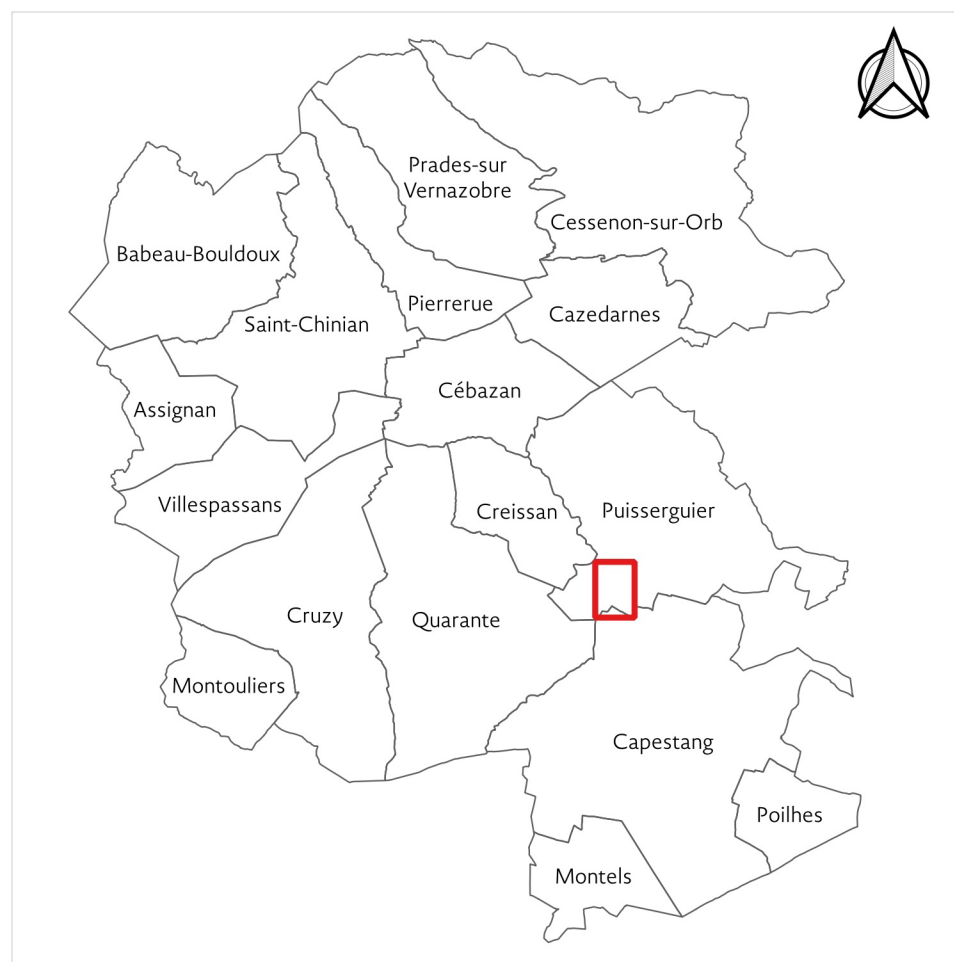 Prades-sur
Vernazobre
Cessenon-sur-Orb
Babeau-Bouldoux
Pierrerue
Cazedarnes
Saint-Chinian
Cébazan
Assignan
Villespassans
Creissan
Puisserguier
Cruzy
Quarante
Montouliers
Capestang
Poilhes
Montels